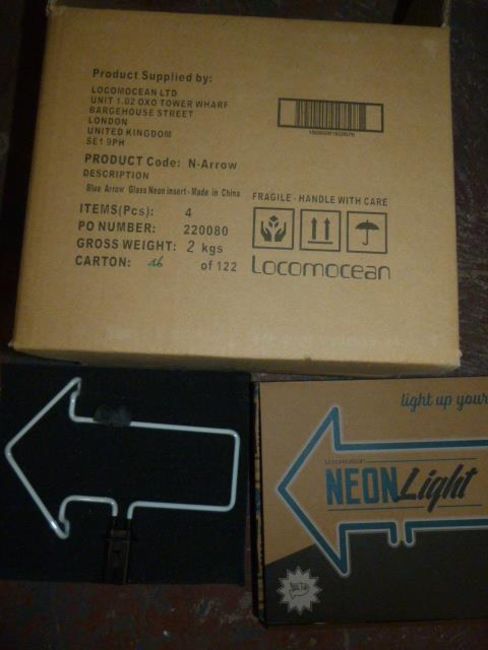 Product Supplied by:
LOCOMOCEAN LTD
UNIT 1.02 OXO TOWER WHARF
BARGEHOUSE STREET
LONDON
UNITED KINGDOM
SE1 9PH
PRODUCT Code: N-Arrow
DESCRIPTION
Blue Arrow Glass Neon insert - Made in China
ITEMS(Pcs): 4
PO NUMBER: 220080
GROSS WEIGHT: 2 kgs
CARTON: 16 of 122
FRAGILE - HANDLE WITH CARE
Locomocean
light up your
LOCOMOCEAN
NEON Light